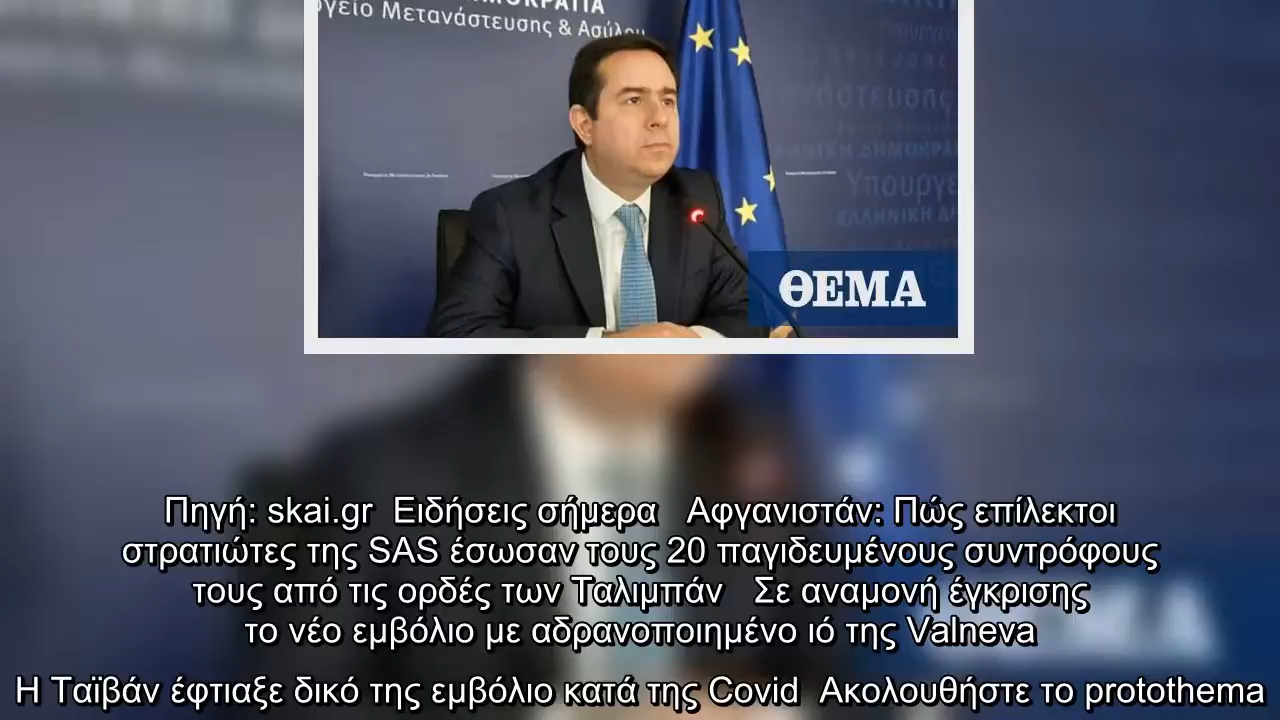 ΔΗΜΟΚΡΑΤΙΑ
Μετανάστευσης & Ασύλου
ΘΕΜΑ
Πηγή: skai.gr Ειδήσεις σήμερα Αφγανιστάν: Πώς επίλεκτοι
στρατιώτες της SAS έσωσαν τους 20 παγιδευμένους συντρόφους
τους από τις ορδές των Ταλιμπάν Σε αναμονή έγκρισης
το νέο εμβόλιο με αδρανοποιημένο ιό της Valneva
Η Ταϊβάν έφτιαξε δικό της εμβόλιο κατά της Covid Ακολουθήστε το protothema